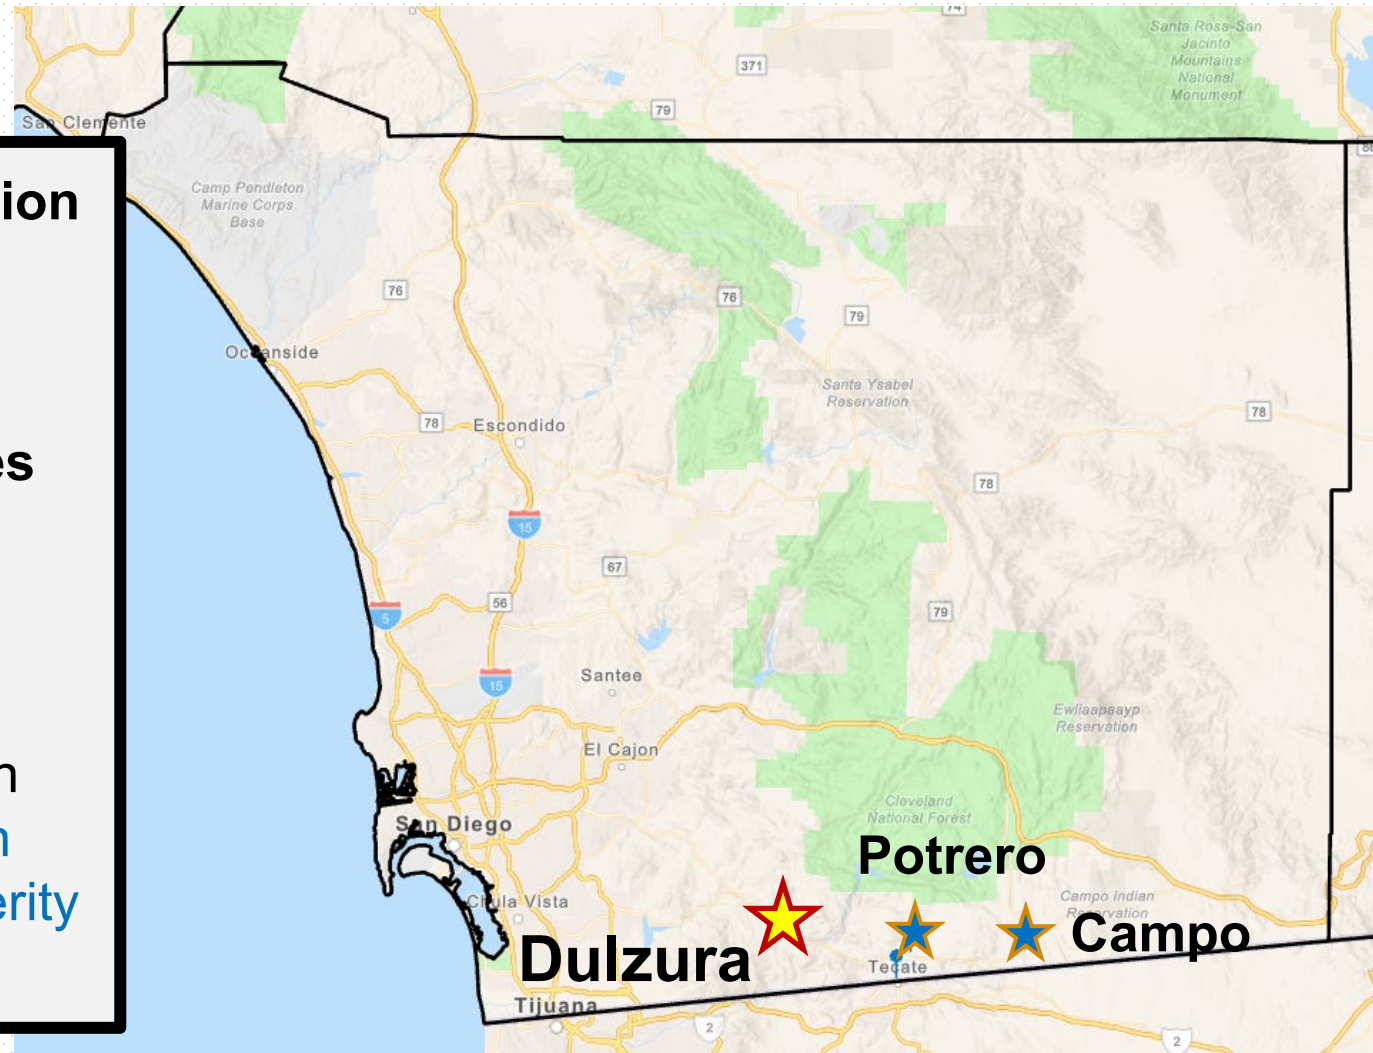 74
Santa Rosa-San
Jacinto
Mountains
National
Monument
371
79
San Clemente
86
ion
Camp Pendleton
Marine Corps
Base
76
76
79
Oceanside
Santa Ysabel
Reservation
78
78
Escondido
es
78
15
67
56
5
79
Santee
15
Ewiiaapaayp
Reservation
El Cajon
n
Cleveland
National Forest
San Diego
n
Potrero
Chula Vista
Campo Indian
Reservation
erity
Campo
Dulzura
Tecate
Tijuana
2
2